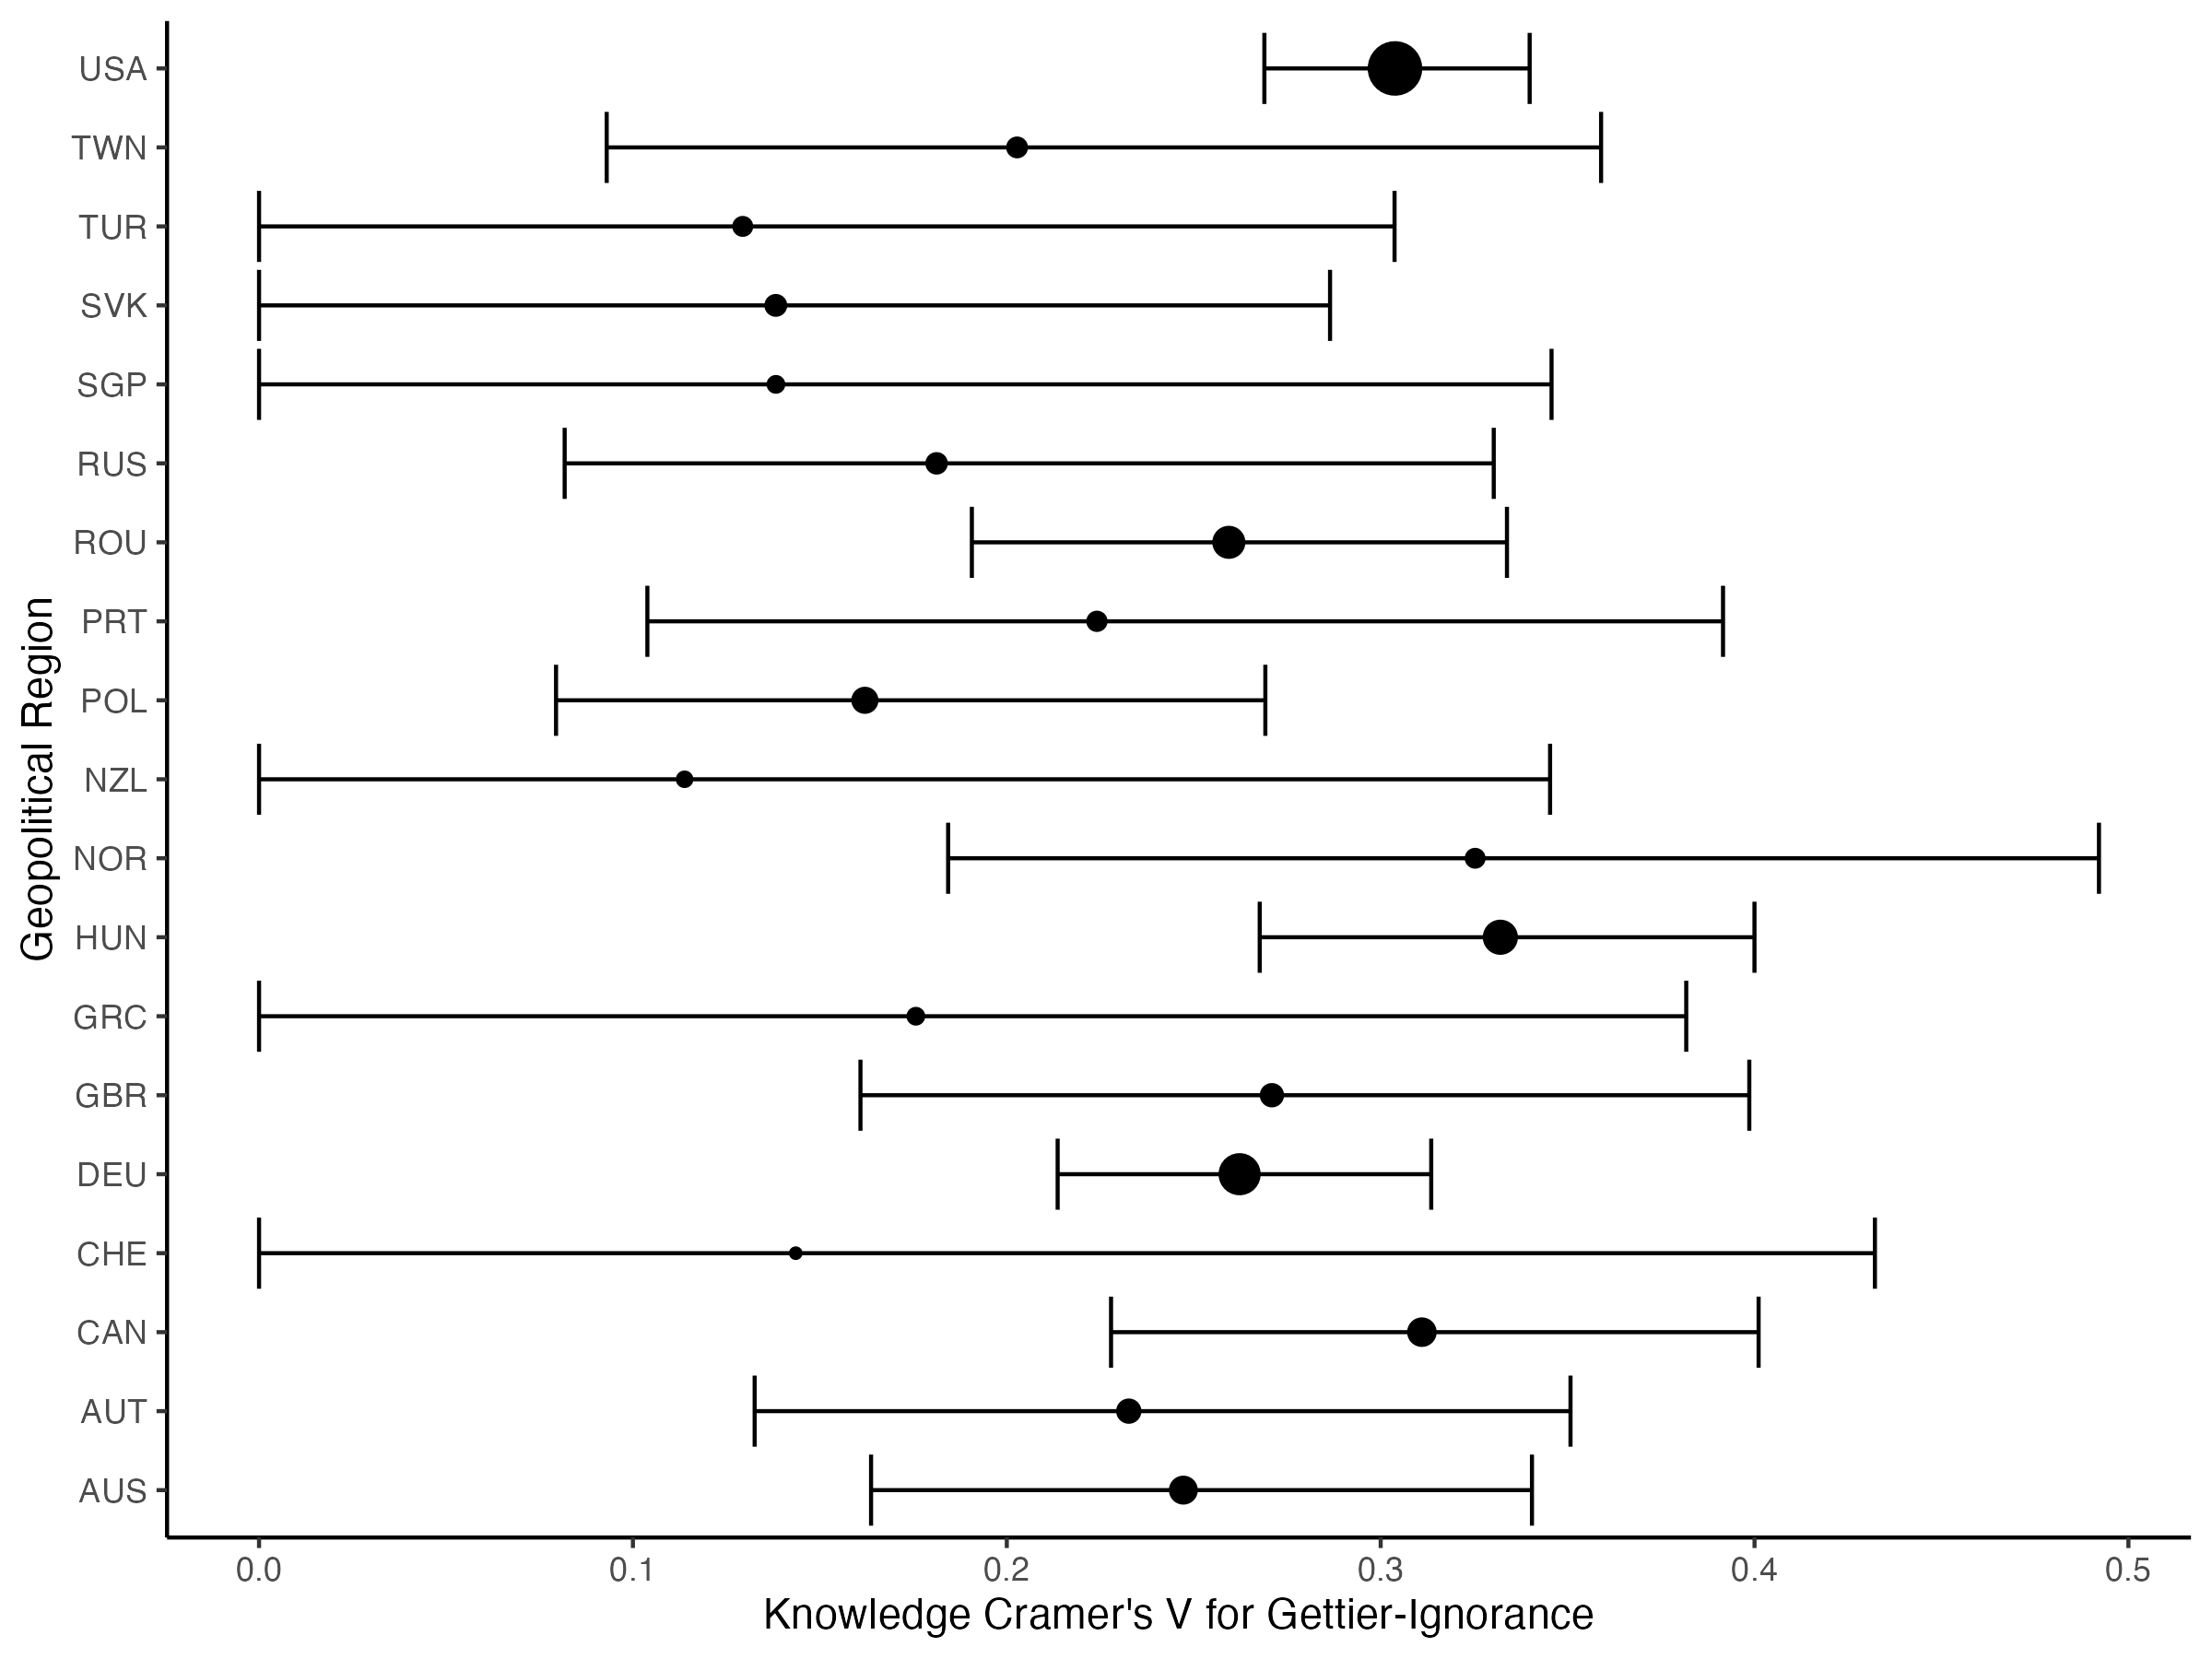 USA
TWN
TUR
SVK
SGP
RUS
ROU
PRT
POL
NZL
NOR
HUN
GRC
GBR
DEU
CHE
CAN
AUT
AUS
Geopolitical Region
0.0 0.1 0.2 0.3 0.4 0.5
Knowledge Cramer's V for Gettier-Ignorance